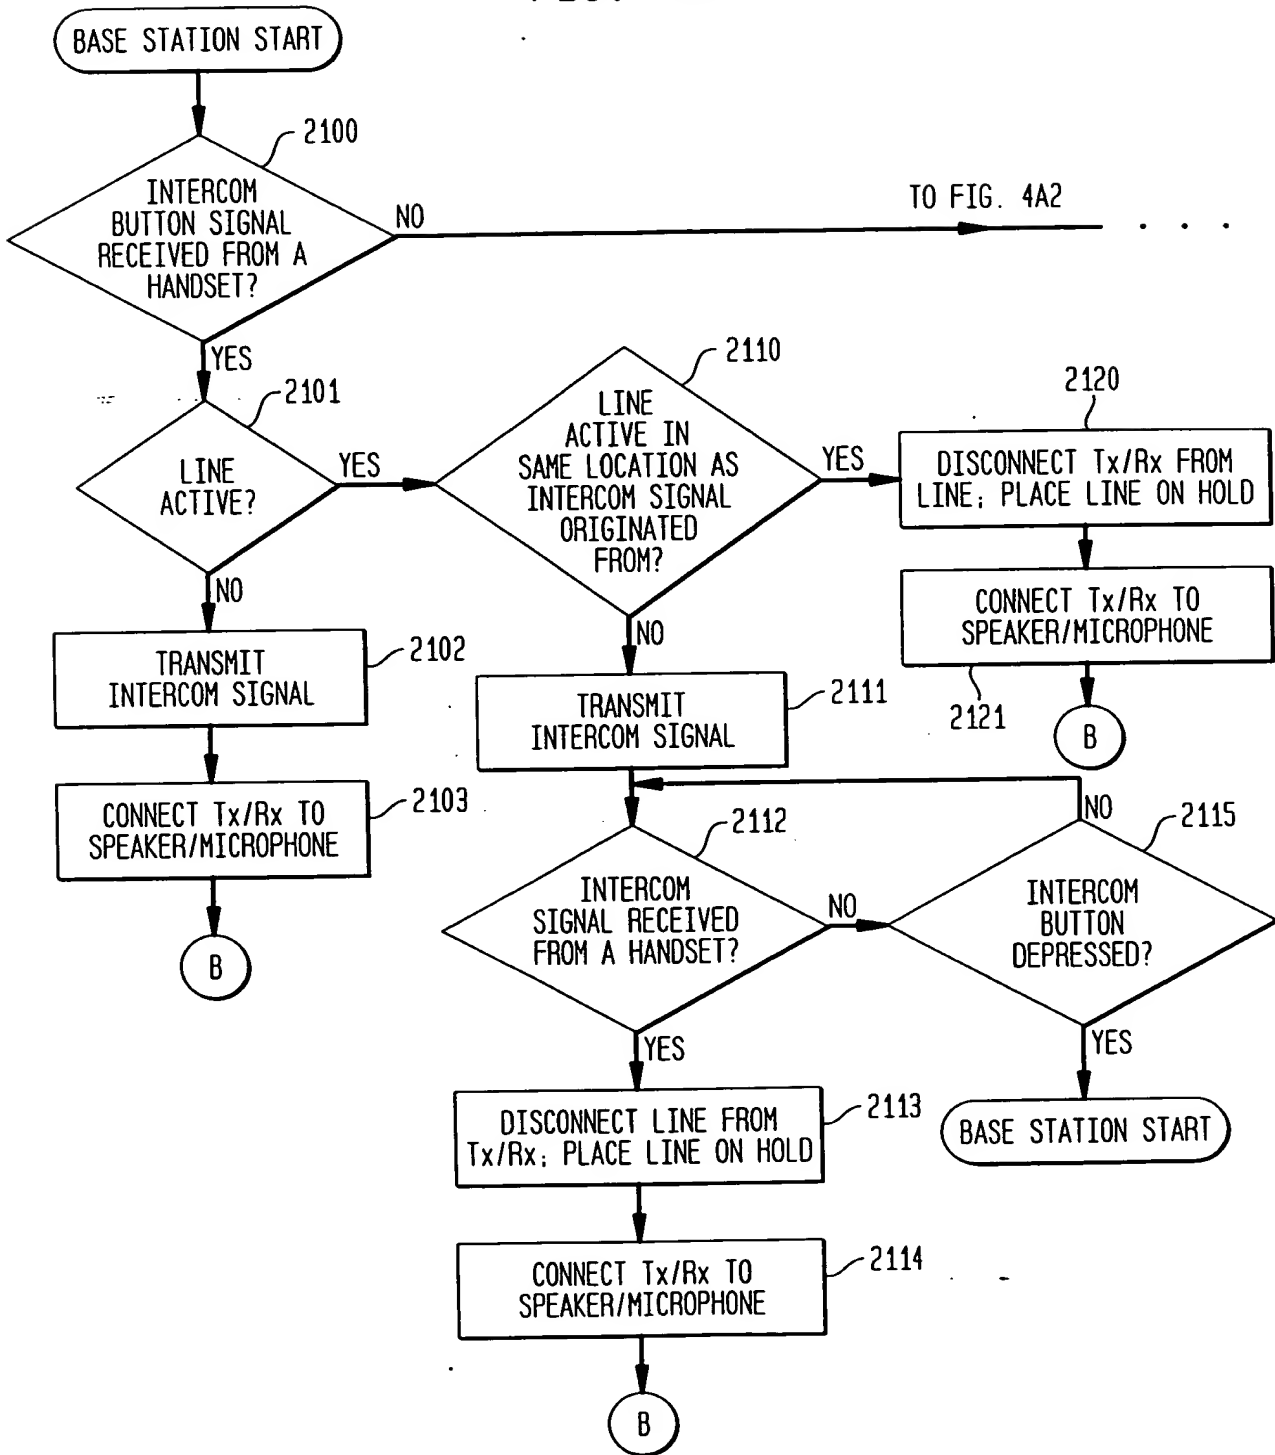 BASE STATION START
2100
INTERCOM
BUTTON SIGNAL
RECEIVED FROM A
HANDSET?
NO
TO FIG. 4A2
YES
2101
LINE
ACTIVE?
YES
NO
2110
LINE
ACTIVE IN
SAME LOCATION AS
INTERCOM SIGNAL
ORIGINATED
FROM?
YES
NO
2120
DISCONNECT Tx/Rx FROM
LINE; PLACE LINE ON HOLD
CONNECT Tx/Rx TO
SPEAKER/MICROPHONE
2121
B
TRANSMIT
INTERCOM SIGNAL
2102
CONNECT Tx/Rx TO
SPEAKER/MICROPHONE
2103
B
TRANSMIT
INTERCOM SIGNAL
2111
2112
INTERCOM
SIGNAL RECEIVED
FROM A HANDSET?
NO
YES
2115
NO
INTERCOM
BUTTON
DEPRESSED?
YES
BASE STATION START
DISCONNECT LINE FROM
Tx/Rx; PLACE LINE ON HOLD
2113
CONNECT Tx/Rx TO
SPEAKER/MICROPHONE
2114
B